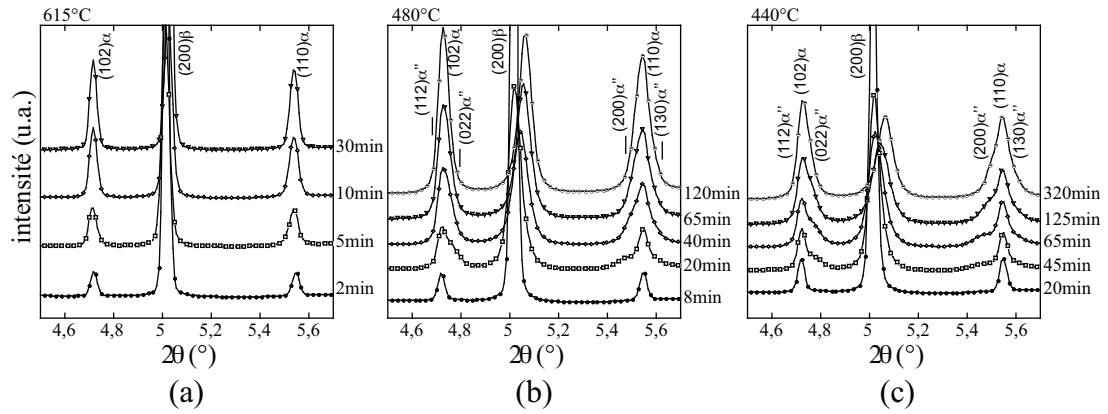 615°C
(102)α
(200)β
(110)α
30min
10min
5min
2min
intensité (u.a.)
4,6 4,8 5 5,2 5,4 5,6
2θ (°)
(a)
480°C
(112)α"
(102)α
(022)α"
(200)β
(200)α"
(110)α
(130)α"
120min
65min
40min
20min
8min
4,6 4,8 5 5,2 5,4 5,6
2θ (°)
(b)
440°C
(112)α"
(102)α
(022)α"
(200)β
(200)α"
(110)α
(130)α"
320min
125min
65min
45min
20min
4,6 4,8 5 5,2 5,4 5,6
2θ (°)
(c)